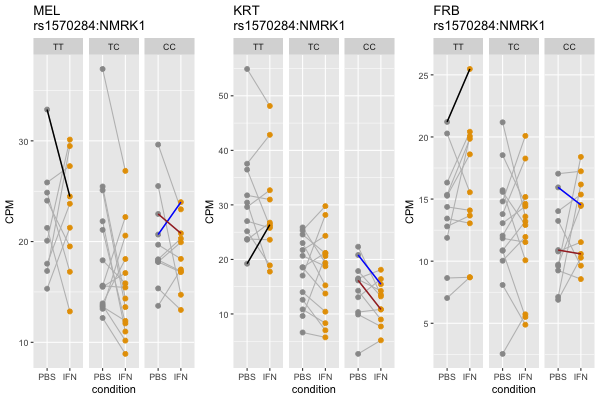 MEL
rs1570284:NMRK1
TT TC CC
CPM
30
20
10
PBS IFN PBS IFN PBS IFN
condition
KRT
rs1570284:NMRK1
TT TC CC
CPM
50
40
30
20
10
PBS IFN PBS IFN PBS IFN
condition
FRB
rs1570284:NMRK1
TT TC CC
CPM
25
20
15
10
5
PBS IFN PBS IFN PBS IFN
condition